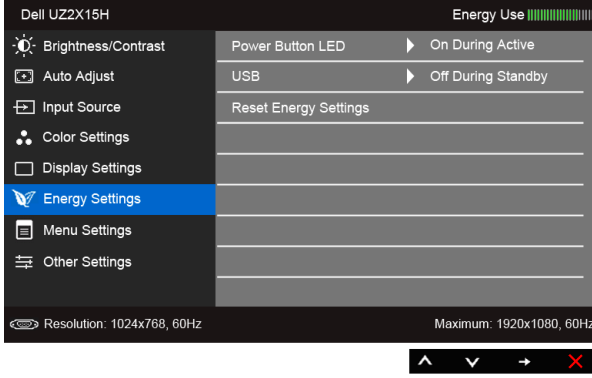 Dell UZ2X15H Energy Use
Brightness/Contrast Power Button LED On During Active
Auto Adjust USB Off During Standby
Input Source Reset Energy Settings
Color Settings
Display Settings
Energy Settings
Menu Settings
Other Settings
Resolution: 1024x768, 60Hz Maximum: 1920x1080, 60Hz